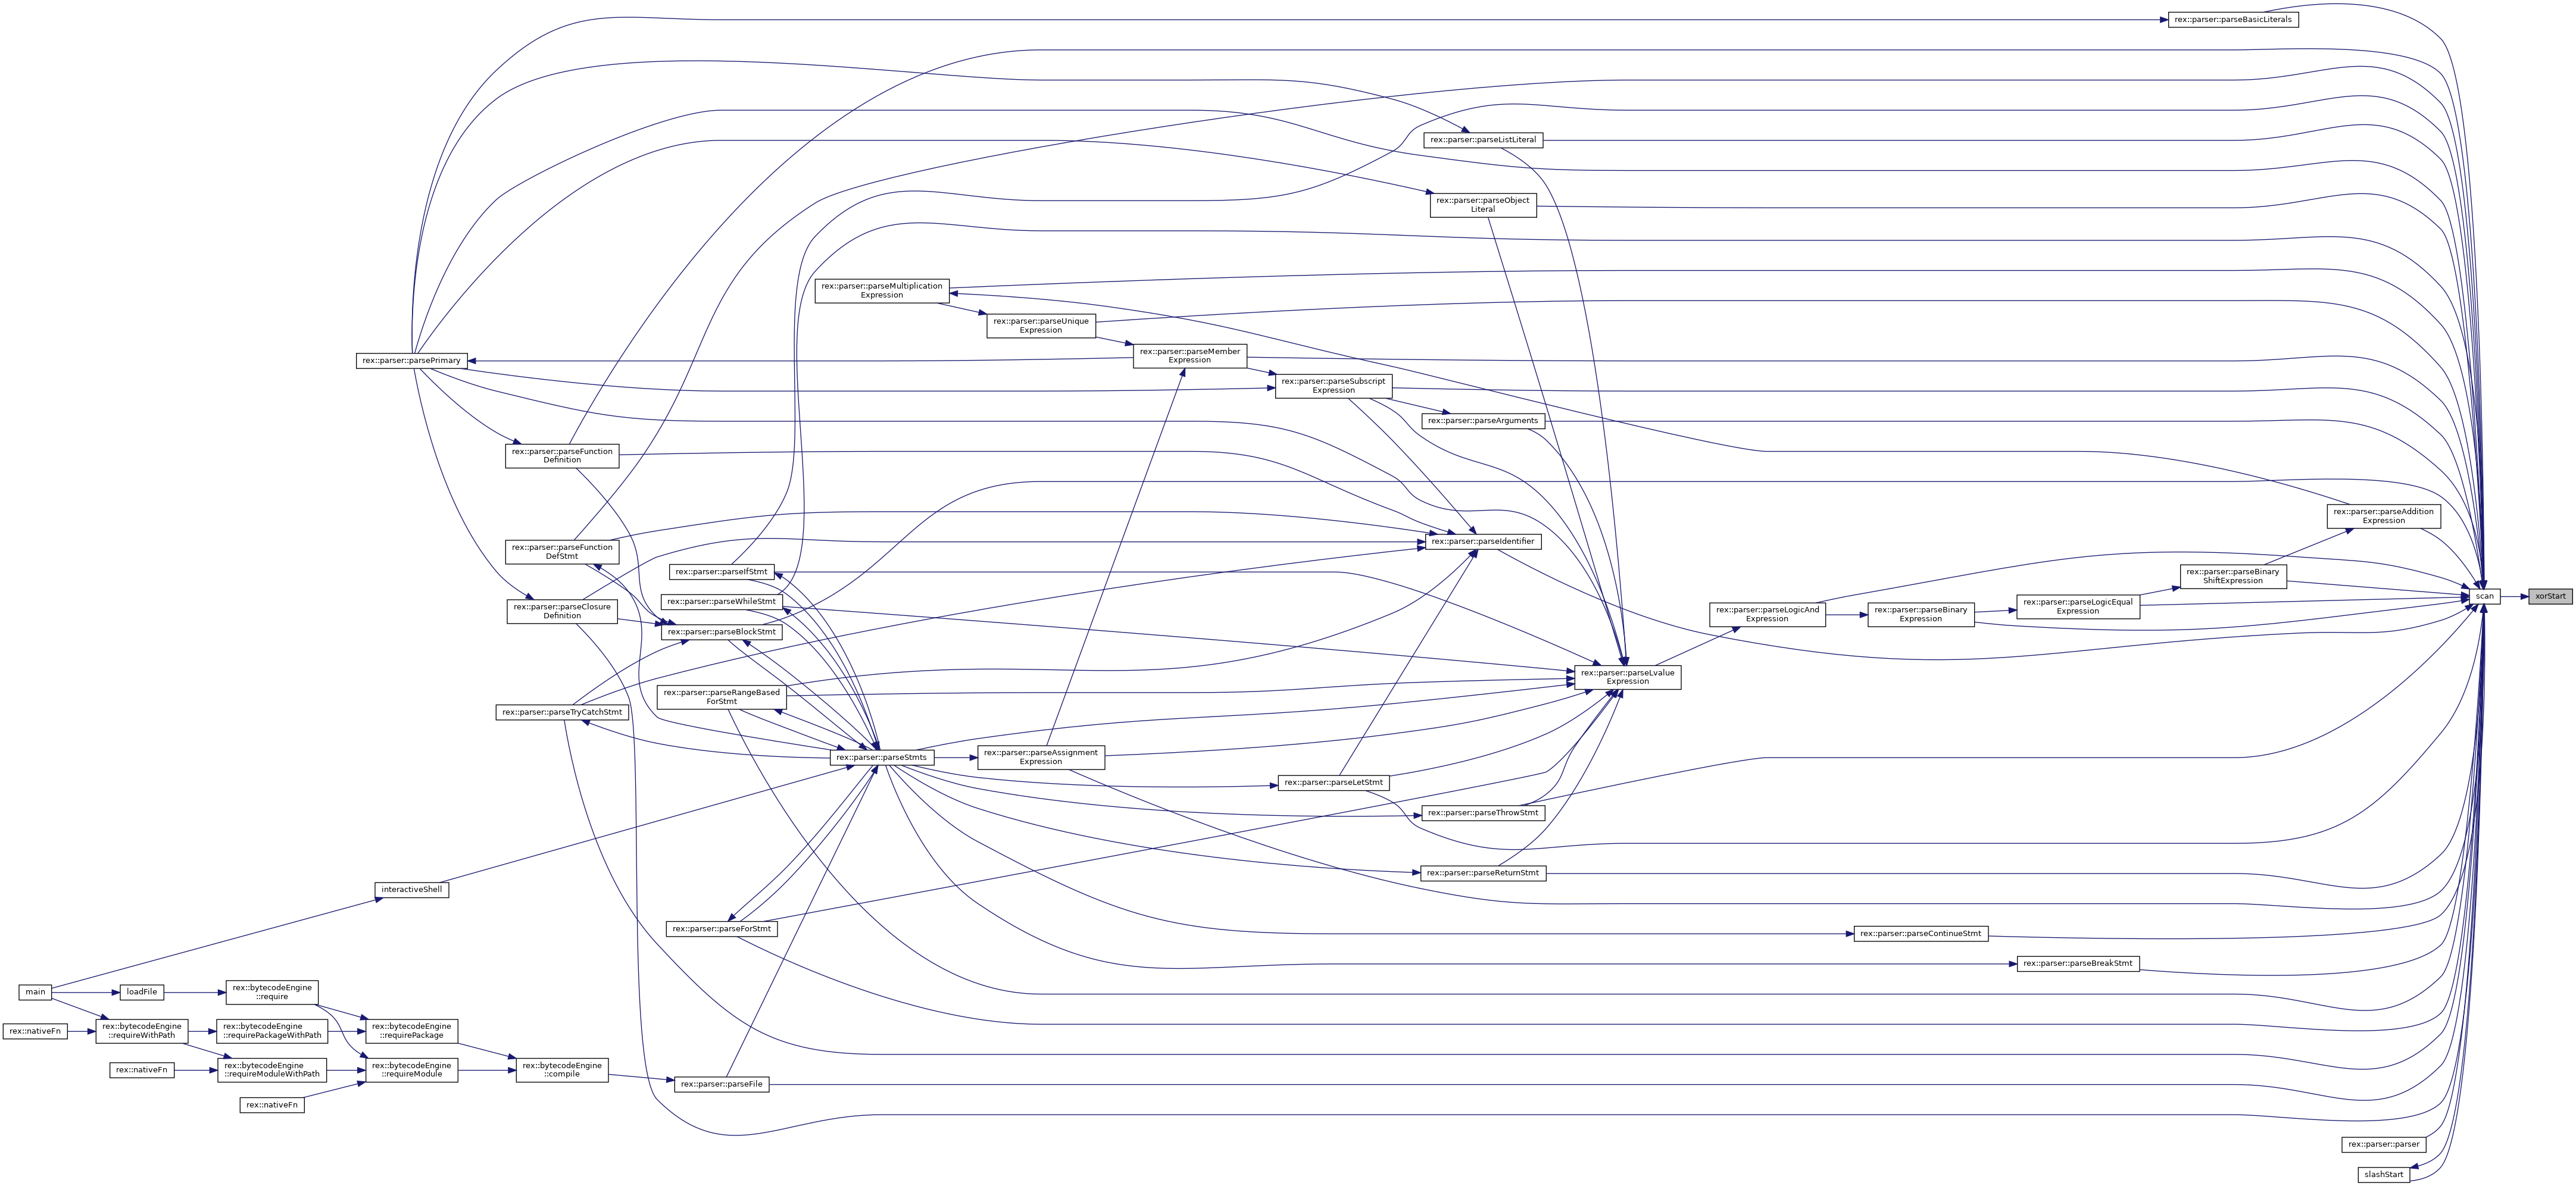 rex::parser::parseBasicLiterals
rex::parser::parseListLiteral
rex::parser::parseObject
Literal
rex::parser::parseMultiplication
Expression
rex::parser::parseUnique
Expression
rex::parser::parseMember
Expression
rex::parser::parsePrimary
rex::parser::parseSubscript
Expression
rex::parser::parseArguments
rex::parser::parseFunction
Definition
rex::parser::parseAddition
Expression
rex::parser::parseIdentifier
rex::parser::parseFunction
DefStmt
rex::parser::parseIfStmt
rex::parser::parseBinary
ShiftExpression
rex::parser::parseWhileStmt
rex::parser::parseLogicEqual
Expression
scan
xorStart
rex::parser::parseClosure
Definition
rex::parser::parseLogicAnd
Expression
rex::parser::parseBinary
Expression
rex::parser::parseBlockStmt
rex::parser::parseLvalue
Expression
rex::parser::parseRangeBased
ForStmt
rex::parser::parseTryCatchStmt
rex::parser::parseStmts
rex::parser::parseAssignment
Expression
rex::parser::parseLetStmt
rex::parser::parseThrowStmt
rex::parser::parseReturnStmt
interactiveShell
rex::parser::parseForStmt
rex::parser::parseContinueStmt
rex::parser::parseBreakStmt
main
loadFile
rex::bytecodeEngine
::require
rex::nativeFn
rex::bytecodeEngine
::requireWithPath
rex::bytecodeEngine
::requirePackageWithPath
rex::bytecodeEngine
::requirePackage
rex::nativeFn
rex::bytecodeEngine
::requireModuleWithPath
rex::bytecodeEngine
::requireModule
rex::bytecodeEngine
::compile
rex::parser::parseFile
rex::nativeFn
rex::parser::parser
slashStart